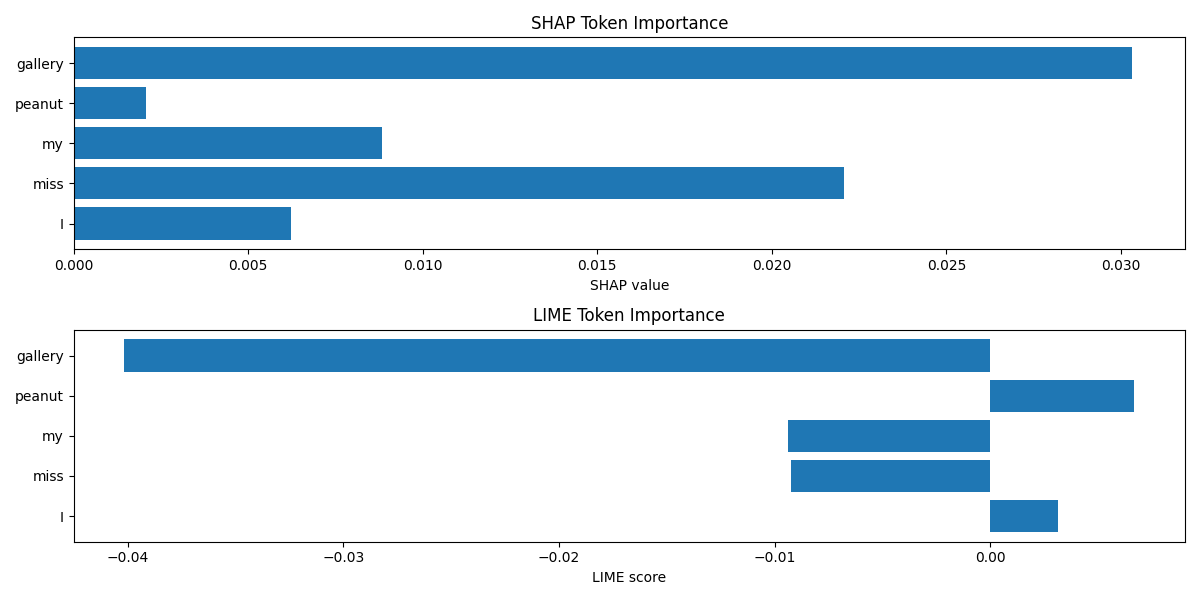 SHAP Token Importance
gallery
peanut
my
miss
I
0.000 0.005 0.010 0.015 0.020 0.025 0.030
SHAP value
LIME Token Importance
gallery
peanut
my
miss
I
−0.04 −0.03 −0.02 −0.01 0.00
LIME score